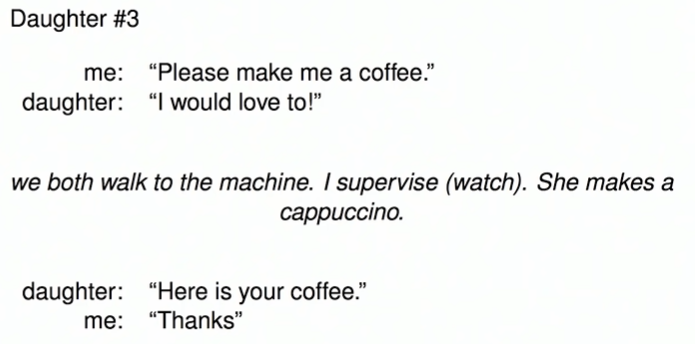 Daughter #3
me: “Please make me a coffee.”
daughter: “I would love to!”
we both walk to the machine. I supervise (watch). She makes a
cappuccino.
daughter: “Here is your coffee.”
me: “Thanks”